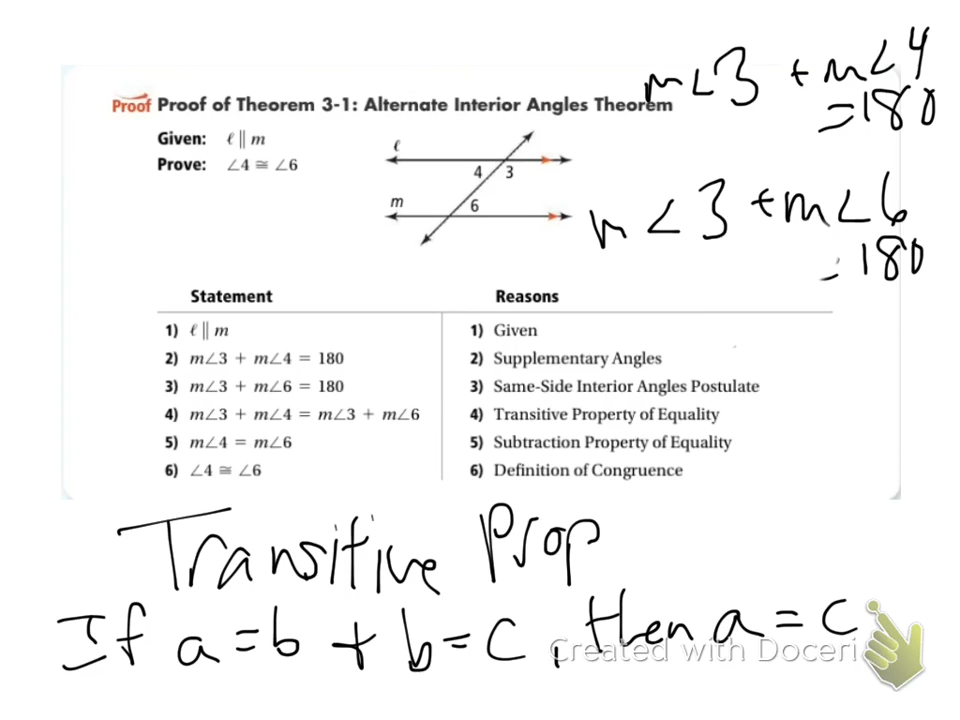 m∠3 + m∠4
=180
Proof Proof of Theorem 3-1: Alternate Interior Angles Theorem
Given: ℓ ∥ m
Prove: ∠4 ≅ ∠6
ℓ
4 3
m
6
m∠3 + m∠6
=180
Statement Reasons
1) ℓ ∥ m 1) Given
2) m∠3 + m∠4 = 180 2) Supplementary Angles
3) m∠3 + m∠6 = 180 3) Same-Side Interior Angles Postulate
4) m∠3 + m∠4 = m∠3 + m∠6 4) Transitive Property of Equality
5) m∠4 = m∠6 5) Subtraction Property of Equality
6) ∠4 ≅ ∠6 6) Definition of Congruence
Transitive Prop
If a=b + b=c, then a=c
Created with Doceri